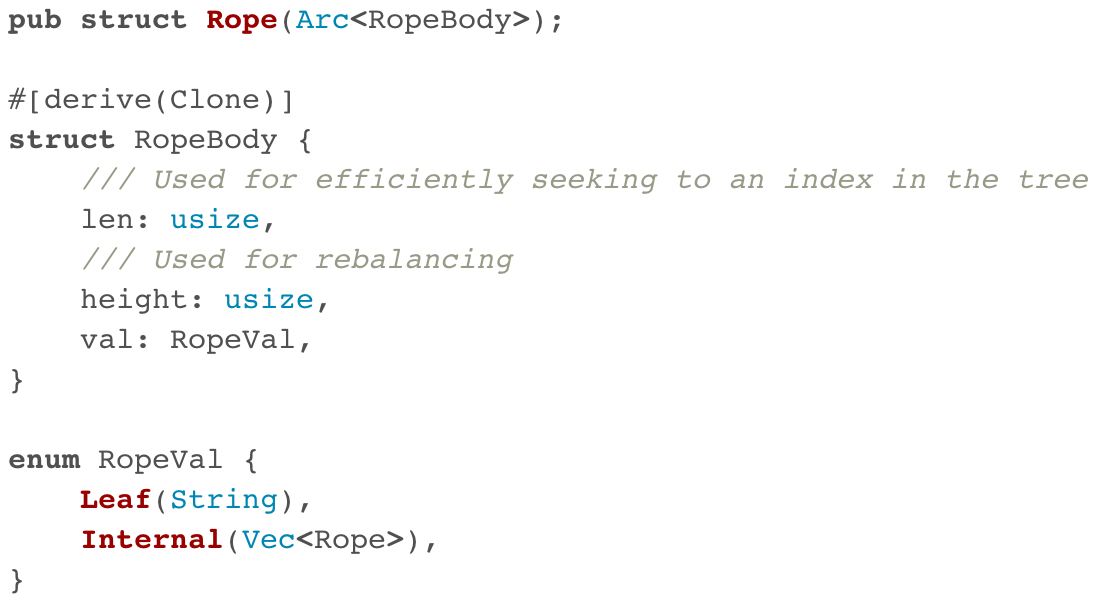 pub struct Rope(Arc<RopeBody>);
#[derive(Clone)]
struct RopeBody {
    /// Used for efficiently seeking to an index in the tree
    len: usize,
    /// Used for rebalancing
    height: usize,
    val: RopeVal,
}
enum RopeVal {
    Leaf(String),
    Internal(Vec<Rope>),
}